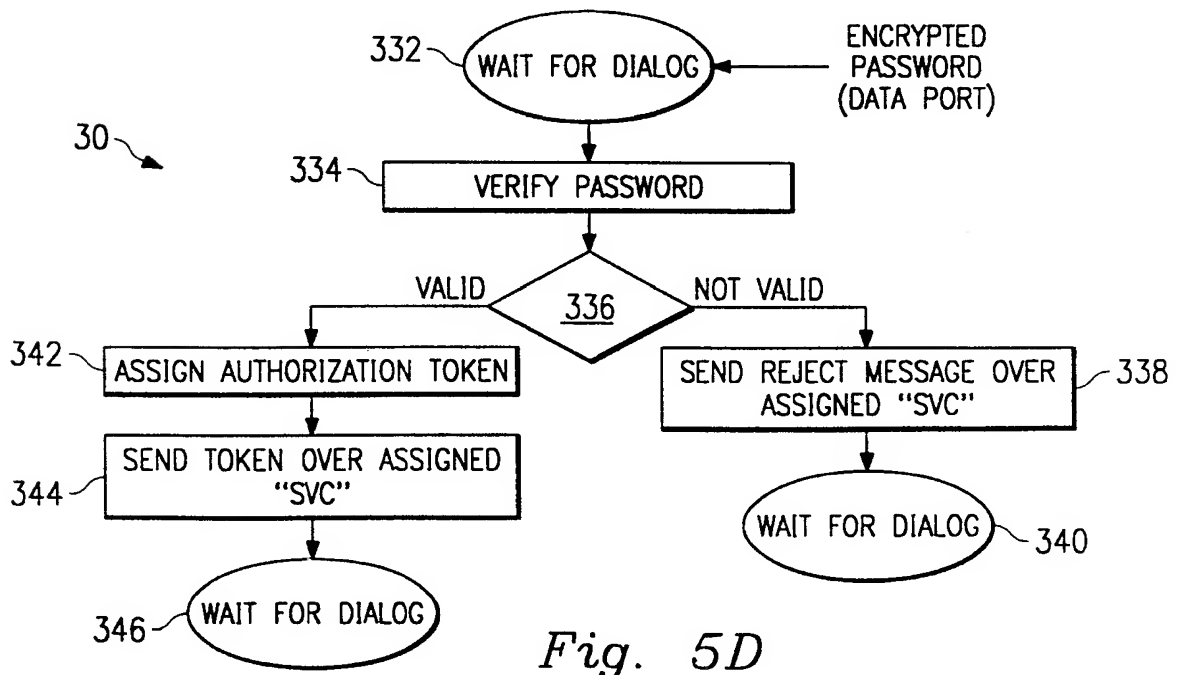 332
WAIT FOR DIALOG
ENCRYPTED
PASSWORD
(DATA PORT)
30
334
VERIFY PASSWORD
VALID
336
NOT VALID
342
ASSIGN AUTHORIZATION TOKEN
SEND REJECT MESSAGE OVER
ASSIGNED "SVC"
338
344
SEND TOKEN OVER ASSIGNED
"SVC"
WAIT FOR DIALOG
340
346
WAIT FOR DIALOG
Fig. 5D